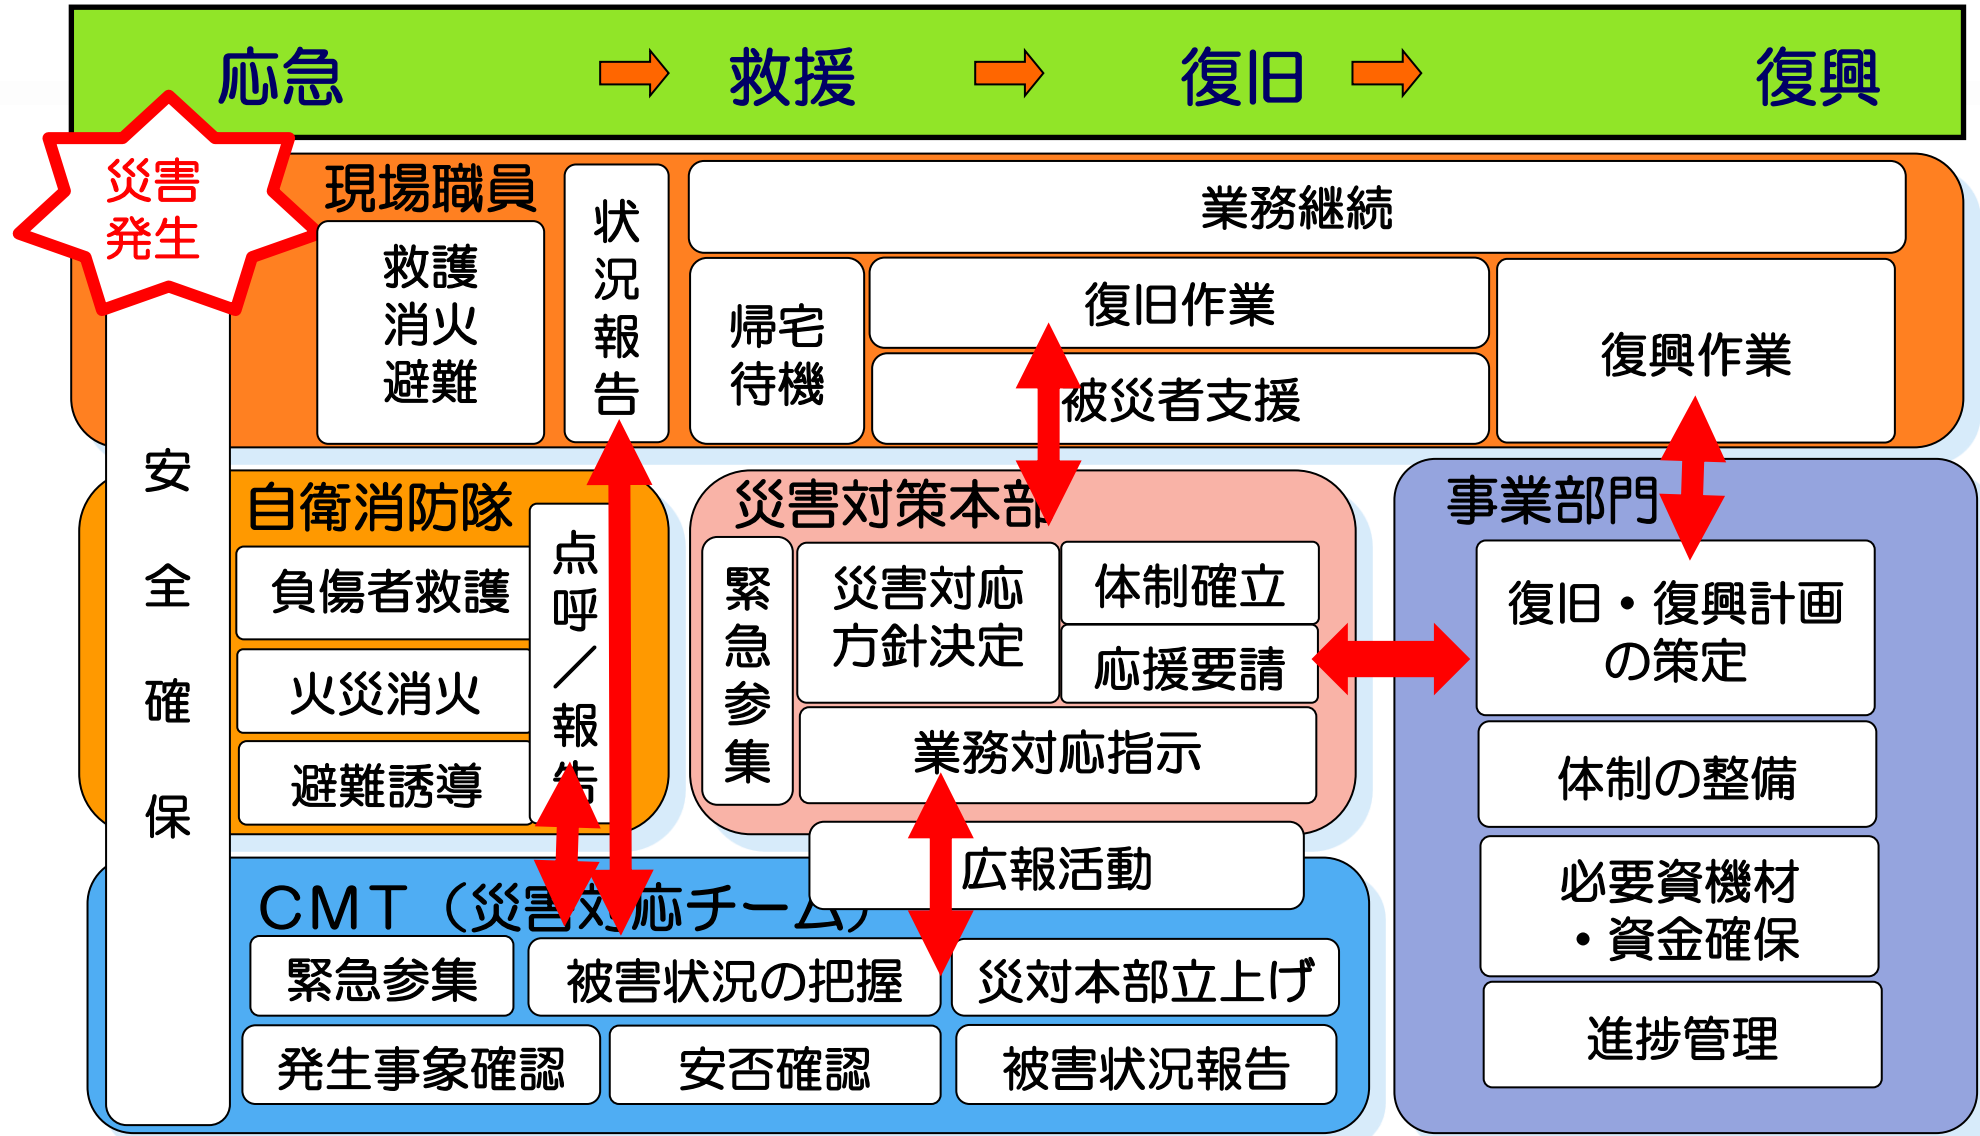 応急
救援
復旧
復興
災害
発生
現場職員
救護
消火
避難
状況報告
業務継続
帰宅
待機
復旧作業
被災者支援
復興作業
安全確保
自衛消防隊
負傷者救護
火災消火
避難誘導
点呼／報告
災害対策本部
緊急参集
災害対応
方針決定
体制確立
応援要請
業務対応指示
広報活動
事業部門
復旧・復興計画
の策定
体制の整備
必要資機材
・資金確保
進捗管理
ＣＭＴ（災害対応チーム）
緊急参集
被害状況の把握
災対本部立上げ
発生事象確認
安否確認
被害状況報告